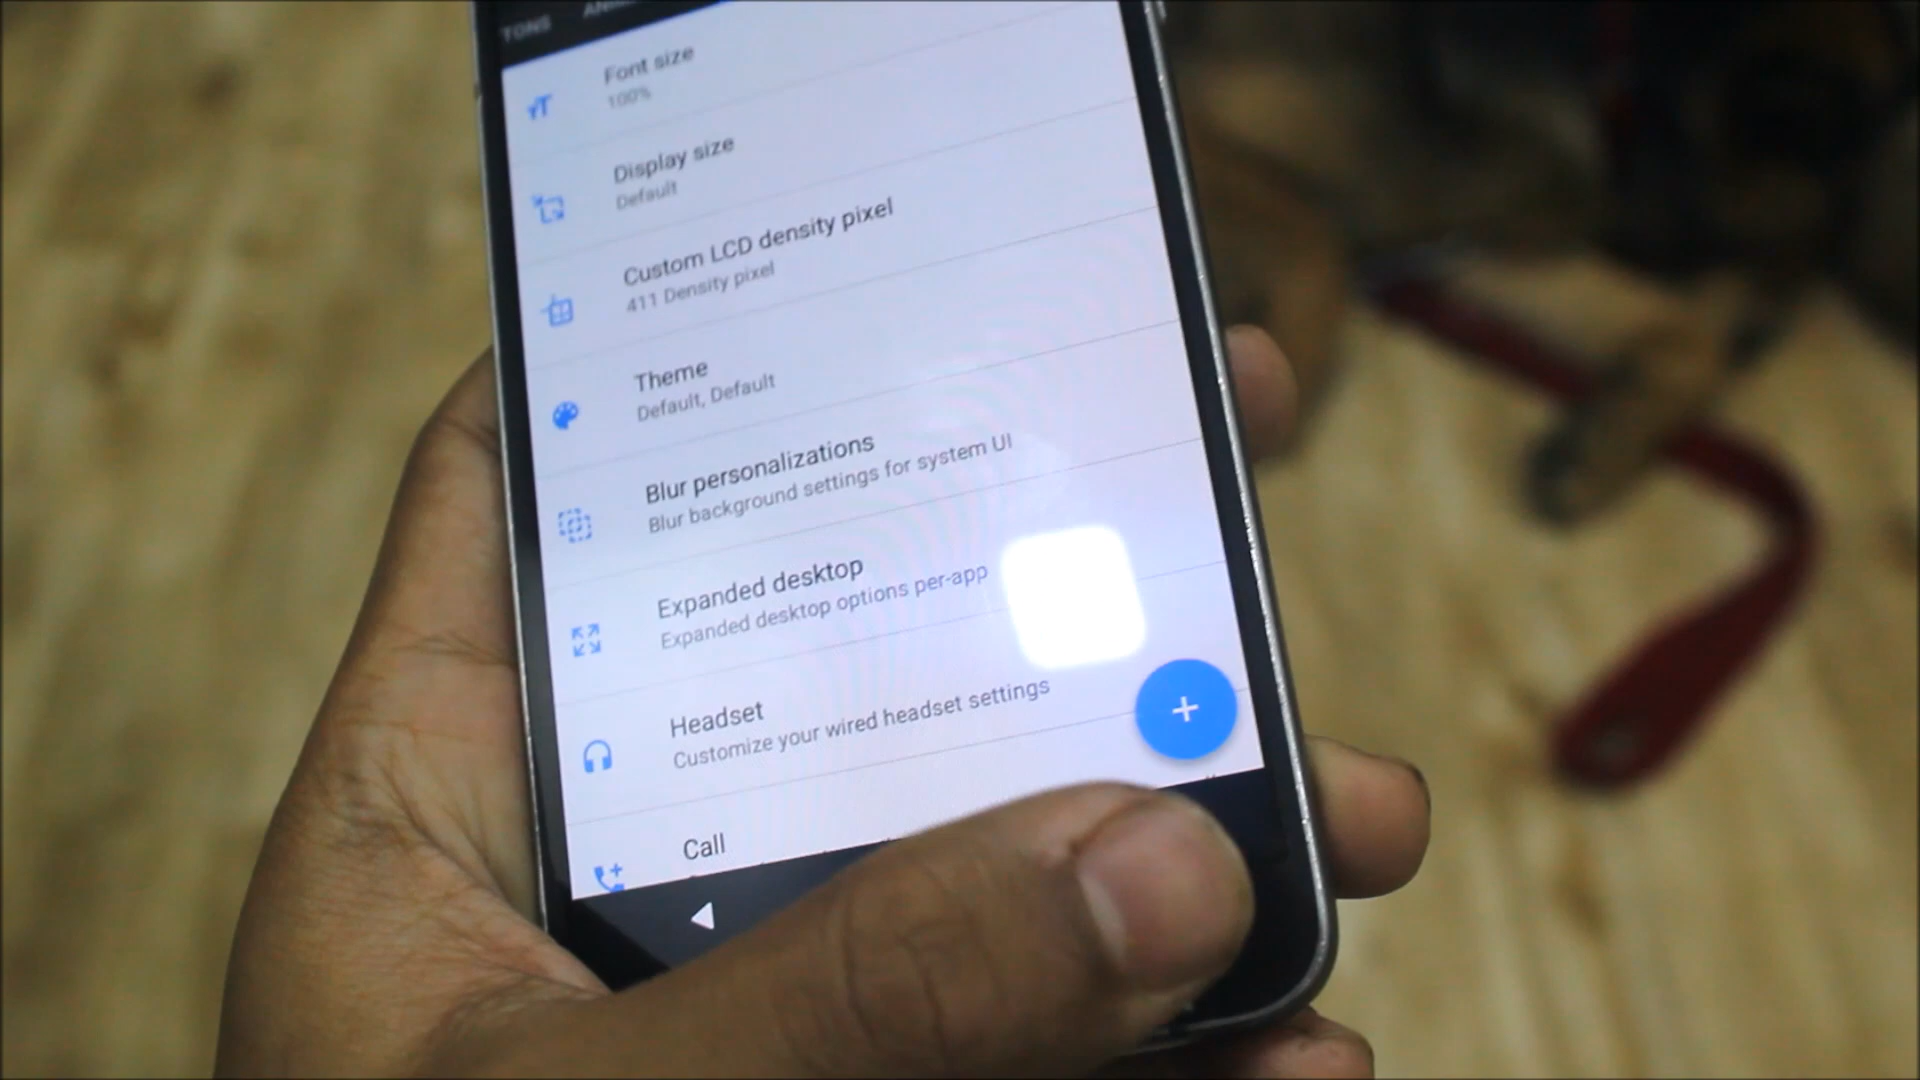 TONS
Font size
100%
Display size
Default
Custom LCD density pixel
411 Density pixel
Theme
Default, Default
Blur personalizations
Blur background settings for system UI
Expanded desktop
Expanded desktop options per-app
Headset
Customize your wired headset settings
Call